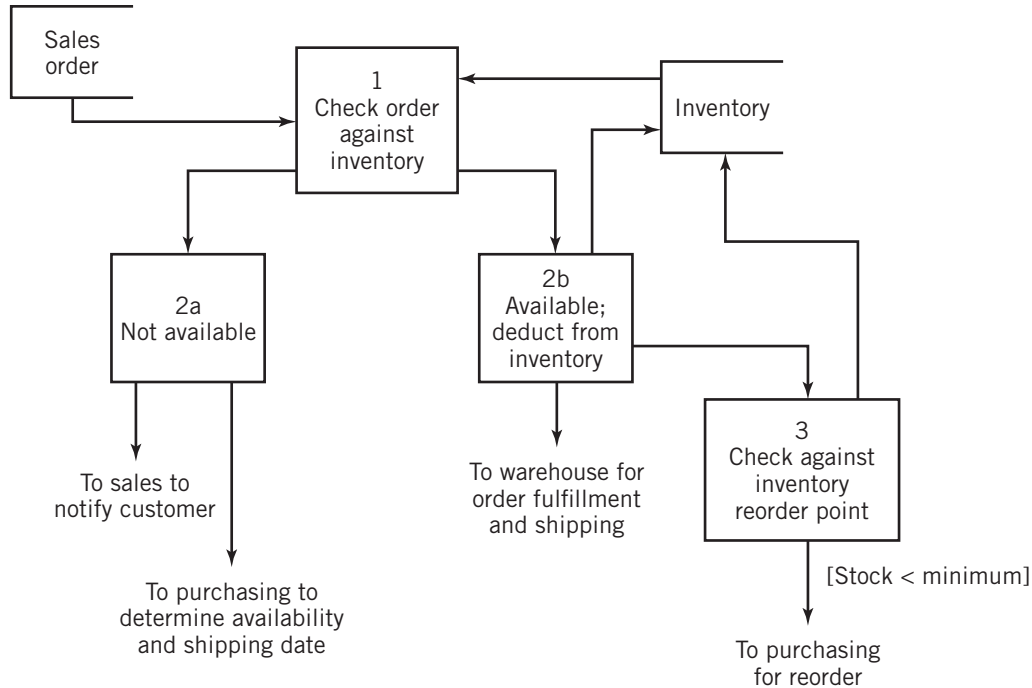 Sales
order
1
Check order
against
inventory
Inventory
2a
Not available
2b
Available;
deduct from
inventory
3
Check against
inventory
reorder point
To sales to
notify customer
To warehouse for
order fulfillment
and shipping
[Stock < minimum]
To purchasing to
determine availability
and shipping date
To purchasing
for reorder